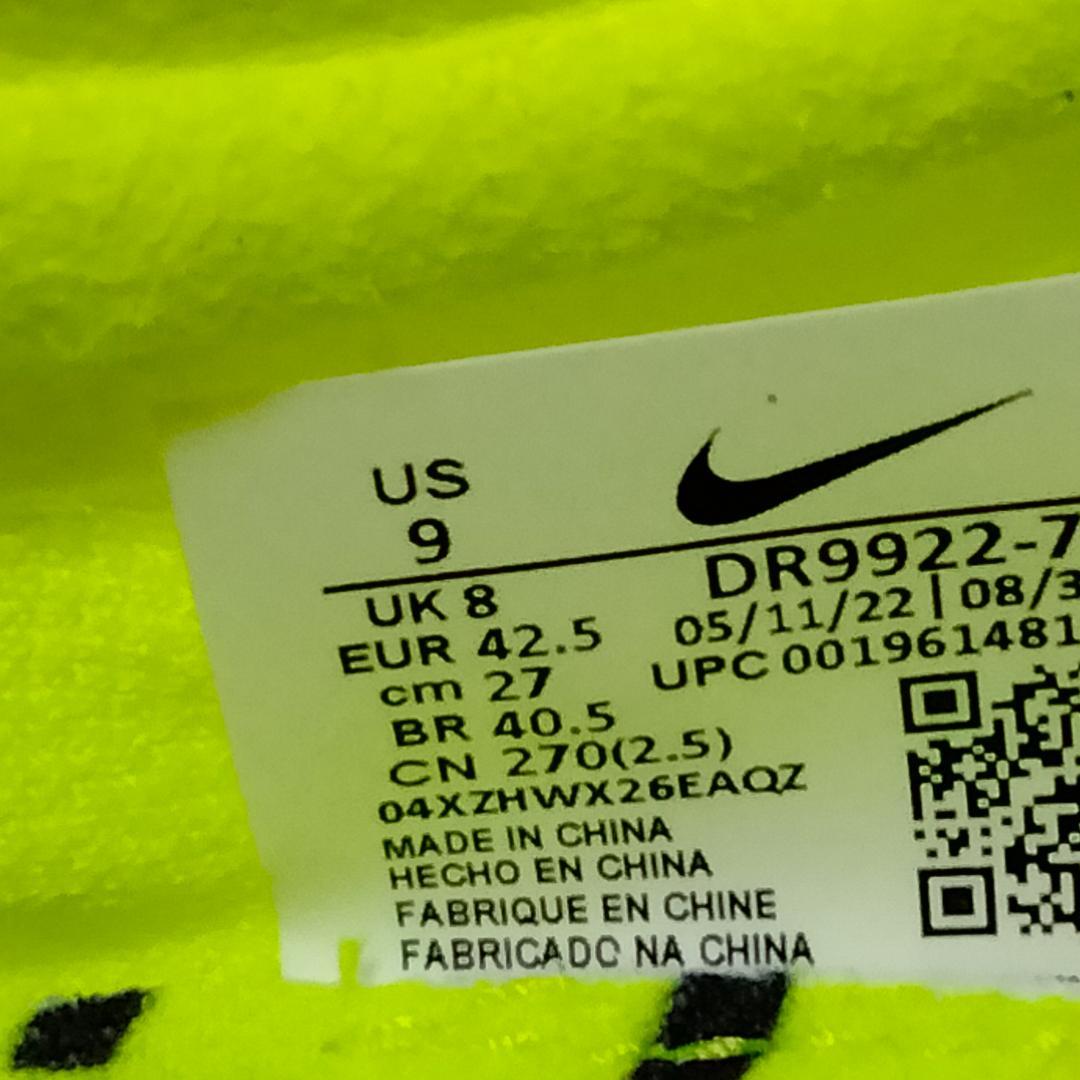 US
9
DR9922-7
UK 8
05/11/22 | 08/3
EUR 42.5
UPC 001961481
cm 27
BR 40.5
CN 270(2.5)
04XZHWX26EAQZ
MADE IN CHINA
HECHO EN CHINA
FABRIQUE EN CHINE
FABRICADO NA CHINA